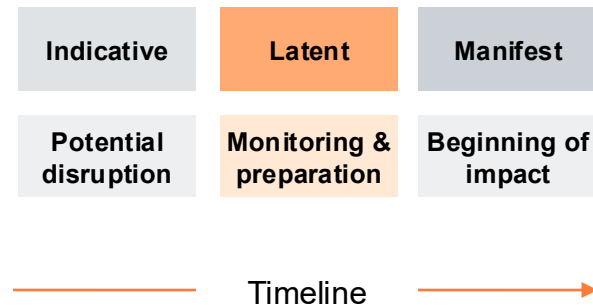 Indicative
Latent
Manifest
Potential
disruption
Monitoring &
preparation
Beginning of
impact
Timeline